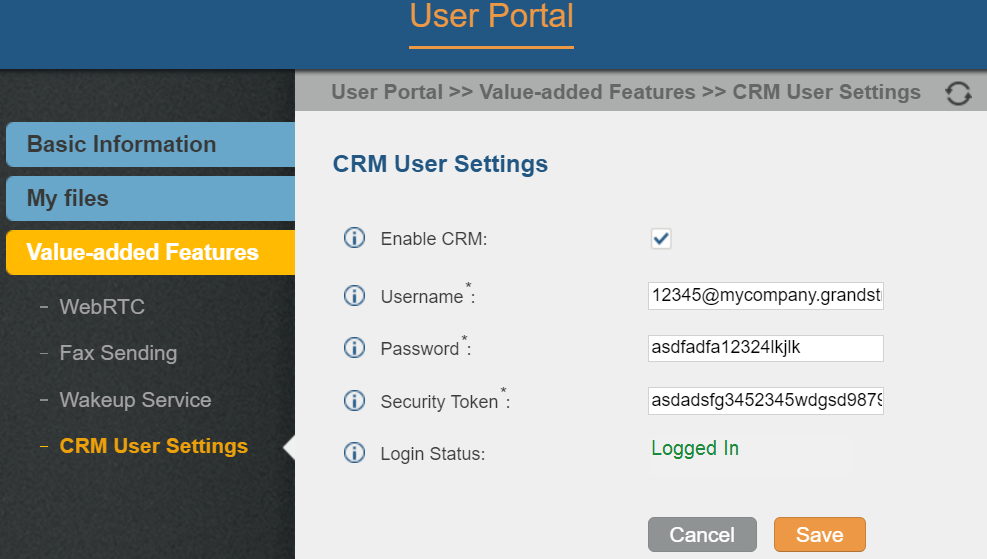 User Portal
User Portal >> Value-added Features >> CRM User Settings
Basic Information
My files
Value-added Features
- WebRTC
- Fax Sending
- Wakeup Service
- CRM User Settings
CRM User Settings
Enable CRM:
Username*: 12345@mycompany.grandst
Password*: asdfadfa12324lkjlk
Security Token*: asdadsfg3452345wdgsd9879
Login Status: Logged In
Cancel Save